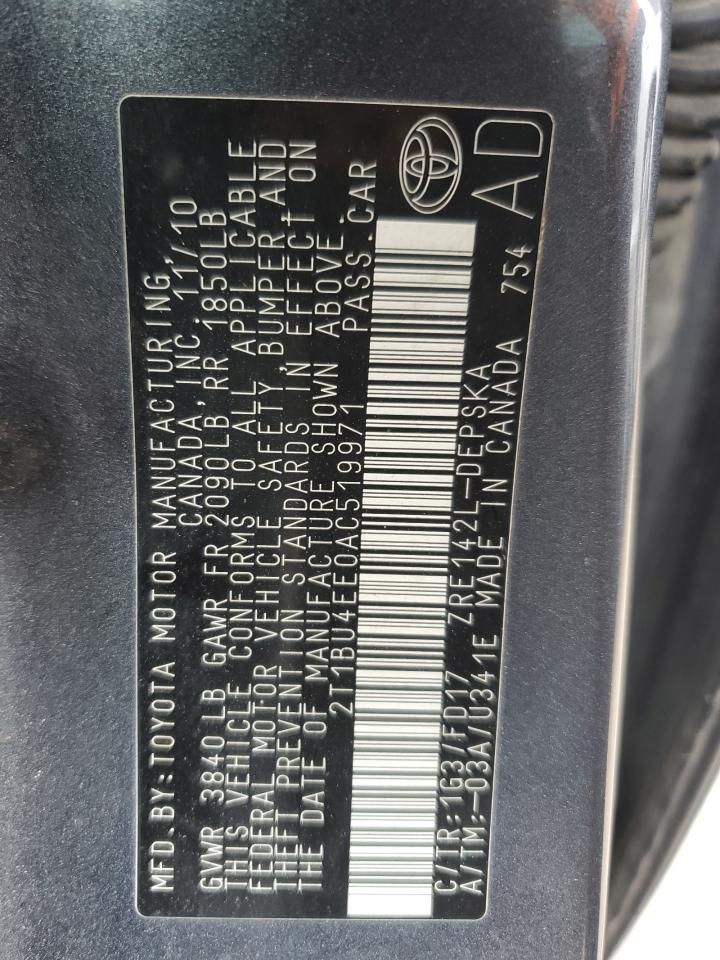 MFD.BY:TOYOTA MOTOR MANUFACTURING
CANADA,INC. 11/10
GVWR 3840 LB GAWR FR 2090LB RR 1850LB
THIS VEHICLE CONFORMS TO ALL APPLICABLE
FEDERAL MOTOR VEHICLE SAFETY,BUMPER,AND
THEFT PREVENTION STANDARDS IN EFFECT ON
THE DATE OF MANUFACTURE SHOWN ABOVE.
2T1BU4EE0AC519971 PASS.CAR
C/TR:1G3/FD17 ZRE142L-DEPSKA
A/TM:-03A/U341E MADE IN CANADA 754
AD